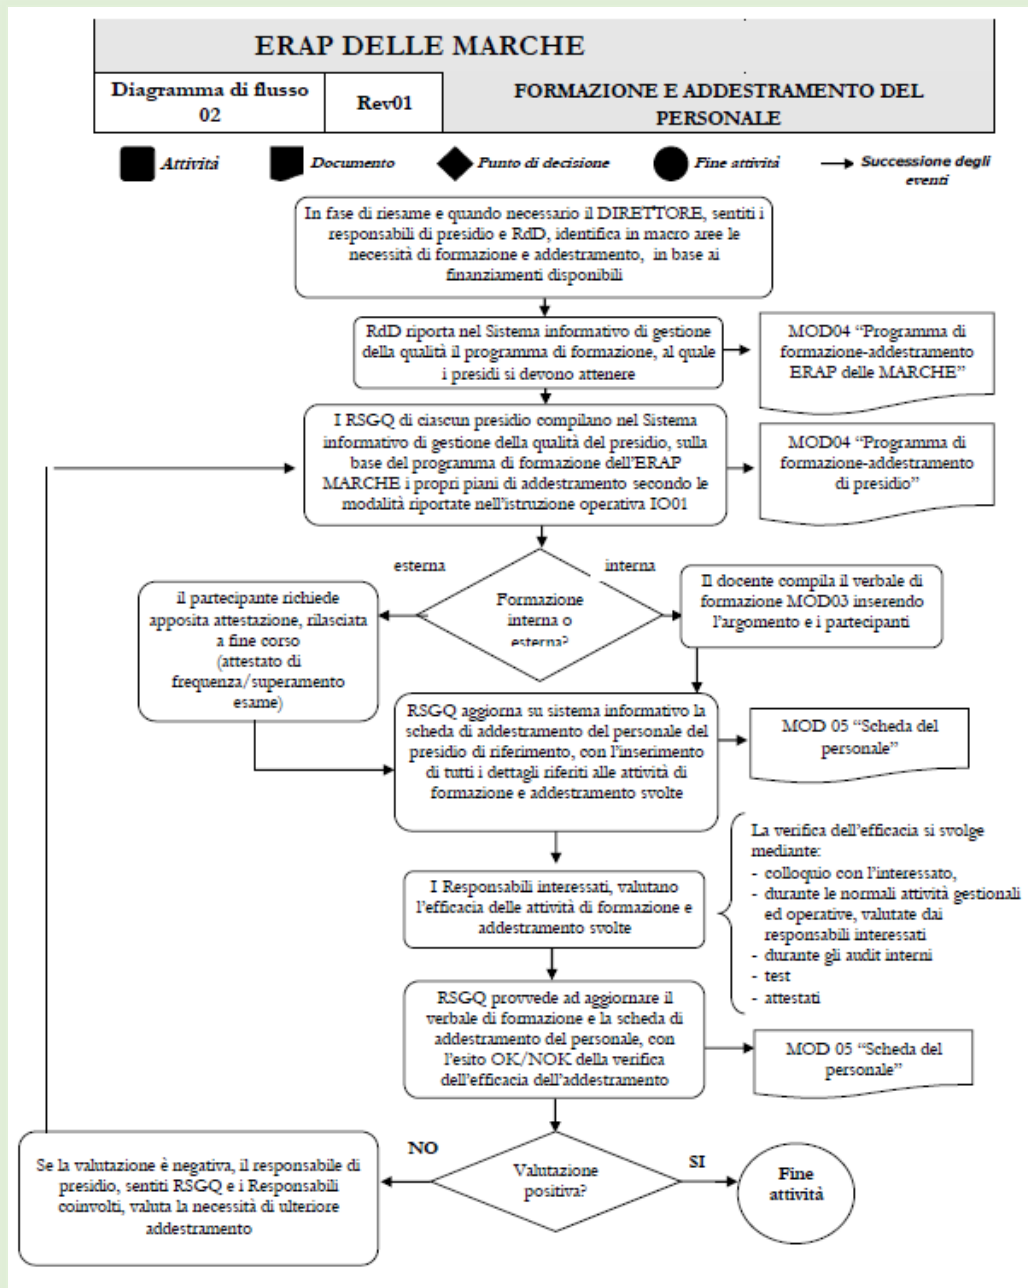 ERAP DELLE MARCHE
Diagramma di flusso
02
Rev01
FORMAZIONE E ADDESTRAMENTO DEL
PERSONALE
Attività
Documento
Punto di decisione
Fine attività
Successione degli
eventi
In fase di riesame e quando necessario il DIRETTORE, sentiti i
responsabili di presidio e RdD, identifica in macro aree le
necessità di formazione e addestramento, in base ai
finanziamenti disponibili
RdD riporta nel Sistema informativo di gestione
della qualità il programma di formazione, al quale
i presidi si devono attenere
MOD04 “Programma di
formazione-addestramento
ERAP delle MARCHE”
I RSGQ di ciascun presidio compilano nel Sistema
informativo di gestione della qualità del presidio, sulla
base del programma di formazione dell’ERAP
MARCHE i propri piani di addestramento secondo le
modalità riportate nell’istruzione operativa IO01
MOD04 “Programma di
formazione-addestramento
di presidio”
esterna
interna
Formazione
interna o
esterna?
il partecipante richiede
apposita attestazione, rilasciata
a fine corso
(attestato di
frequenza/superamento
esame)
Il docente compila il verbale di
formazione MOD03 inserendo
l’argomento e i partecipanti
RSGQ aggiorna su sistema informativo la
scheda di addestramento del personale del
presidio di riferimento, con l’inserimento
di tutti i dettagli riferiti alle attività di
formazione e addestramento svolte
MOD 05 “Scheda del
personale”
I Responsabili interessati, valutano
l’efficacia delle attività di formazione e
addestramento svolte
La verifica dell’efficacia si svolge
mediante:
- colloquio con l’interessato,
- durante le normali attività gestionali
ed operative, valutate dai
responsabili interessati
- durante gli audit interni
- test
- attestati
RSGQ provvede ad aggiornare il
verbale di formazione e la scheda di
addestramento del personale, con
l’esito OK/NOK della verifica
dell’efficacia dell’addestramento
MOD 05 “Scheda del
personale”
NO
SI
Valutazione
positiva?
Fine
attività
Se la valutazione è negativa, il responsabile di
presidio, sentiti RSGQ e i Responsabili
coinvolti, valuta la necessità di ulteriore
addestramento